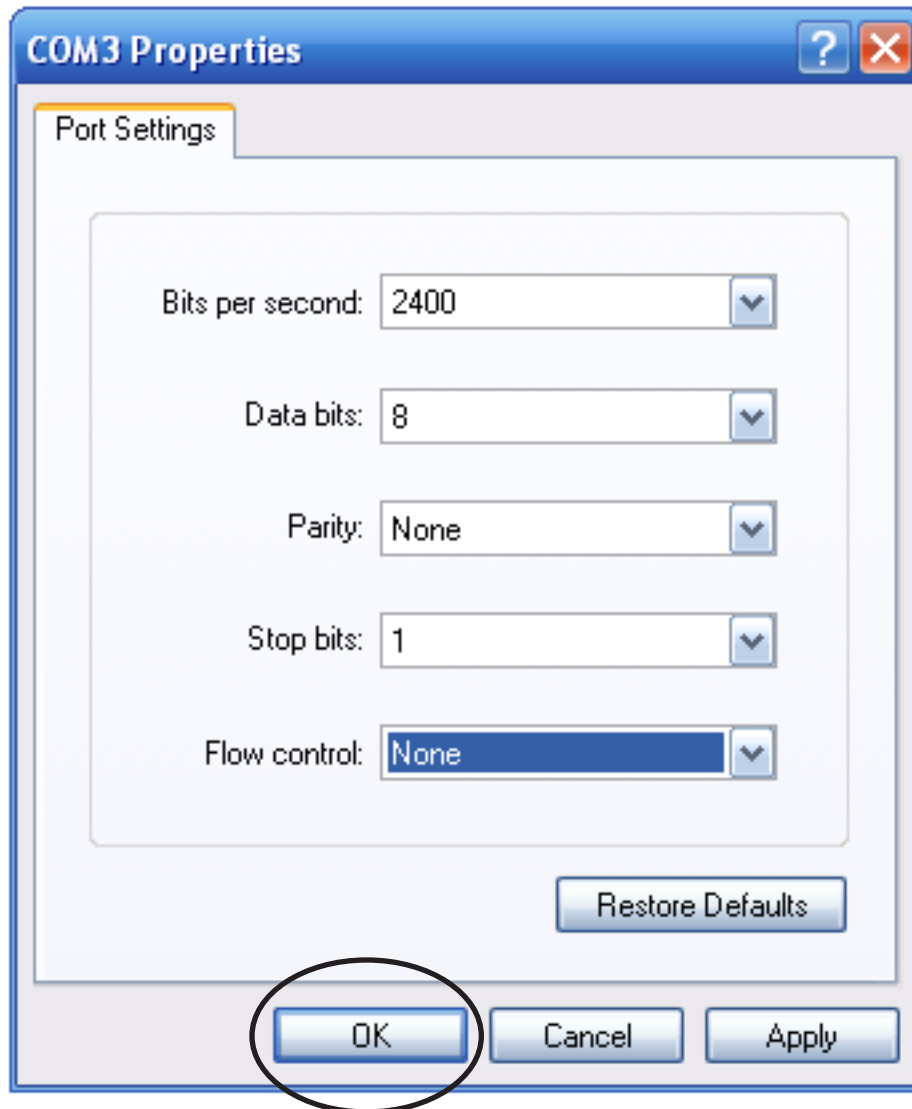 COM3 Properties
Port Settings
Bits per second: 2400
Data bits: 8
Parity: None
Stop bits: 1
Flow control: None
Restore Defaults
OK Cancel Apply